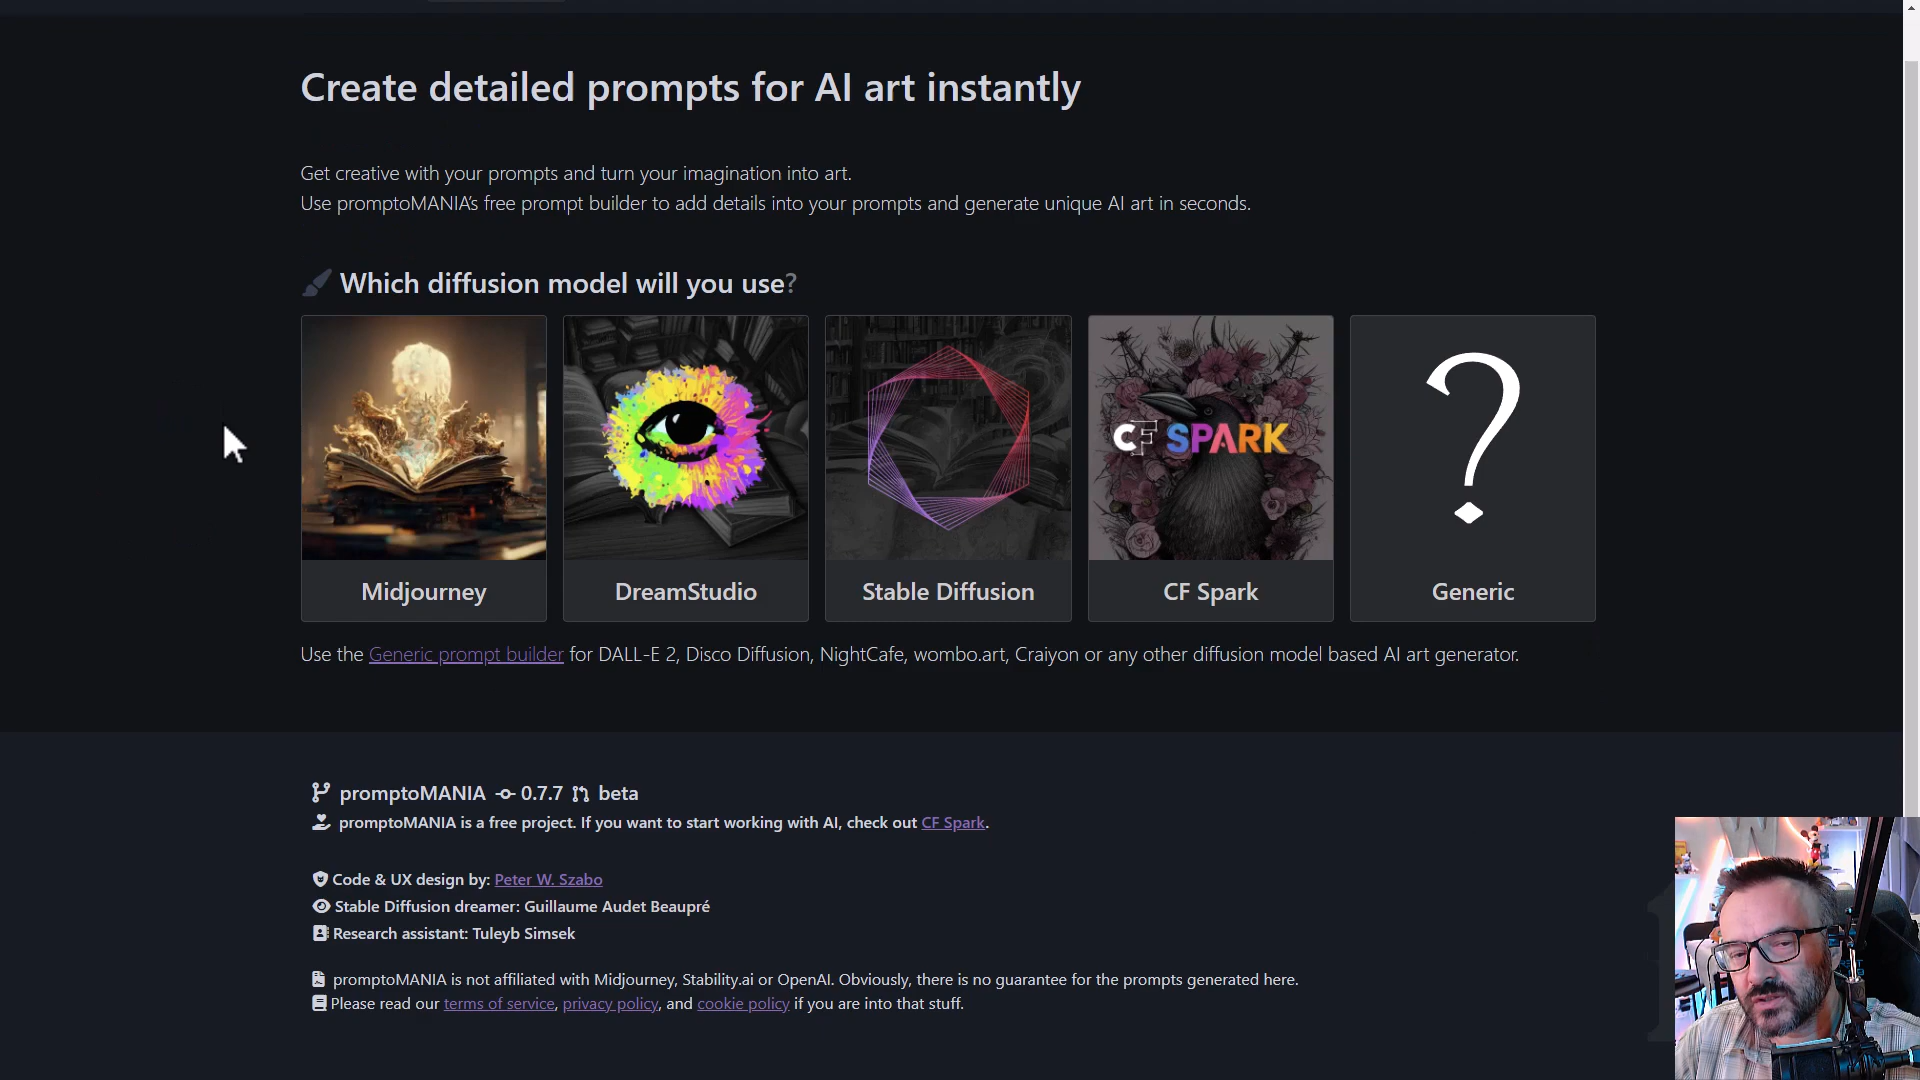 Create detailed prompts for AI art instantly
Get creative with your prompts and turn your imagination into art.
Use promptoMANIA's free prompt builder to add details into your prompts and generate unique AI art in seconds.
Which diffusion model will you use?
CF SPARK
Midjourney
DreamStudio
Stable Diffusion
CF Spark
Generic
Use the Generic prompt builder for DALL-E 2, Disco Diffusion, NightCafe, wombo.art, Craiyon or any other diffusion model based AI art generator.
promptoMANIA 0.7.7 beta
promptoMANIA is a free project. If you want to start working with AI, check out CF Spark.
Code & UX design by: Peter W. Szabo
Stable Diffusion dreamer: Guillaume Audet Beaupré
Research assistant: Tuleyb Simsek
promptoMANIA is not affiliated with Midjourney, Stability.ai or OpenAI. Obviously, there is no guarantee for the prompts generated here.
Please read our terms of service, privacy policy, and cookie policy if you are into that stuff.